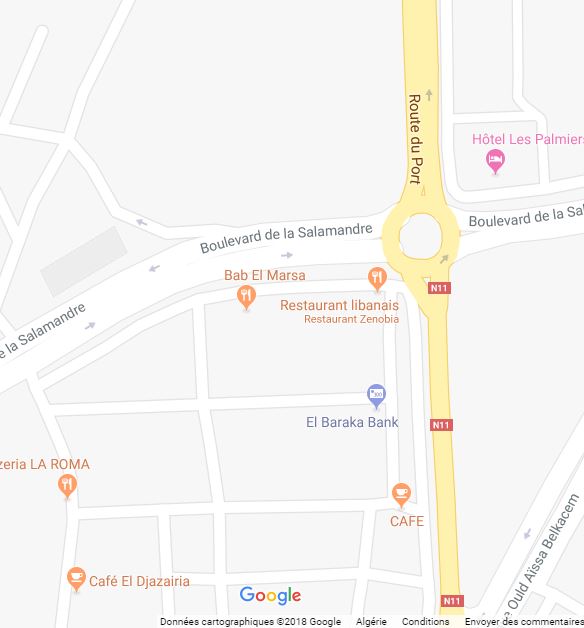 Route du Port
Hôtel Les Palmiers
Boulevard de la Salamandre
Boulevard de la Sal
Bab El Marsa
Restaurant libanais
Restaurant Zenobia
N11
e la Salamandre
N11
El Baraka Bank
zeria LA ROMA
CAFE
Café El Djazairia
e Ould Aïssa Belkacem
N11
Google
Données cartographiques ©2018 Google Algérie Conditions Envoyer des commentaires